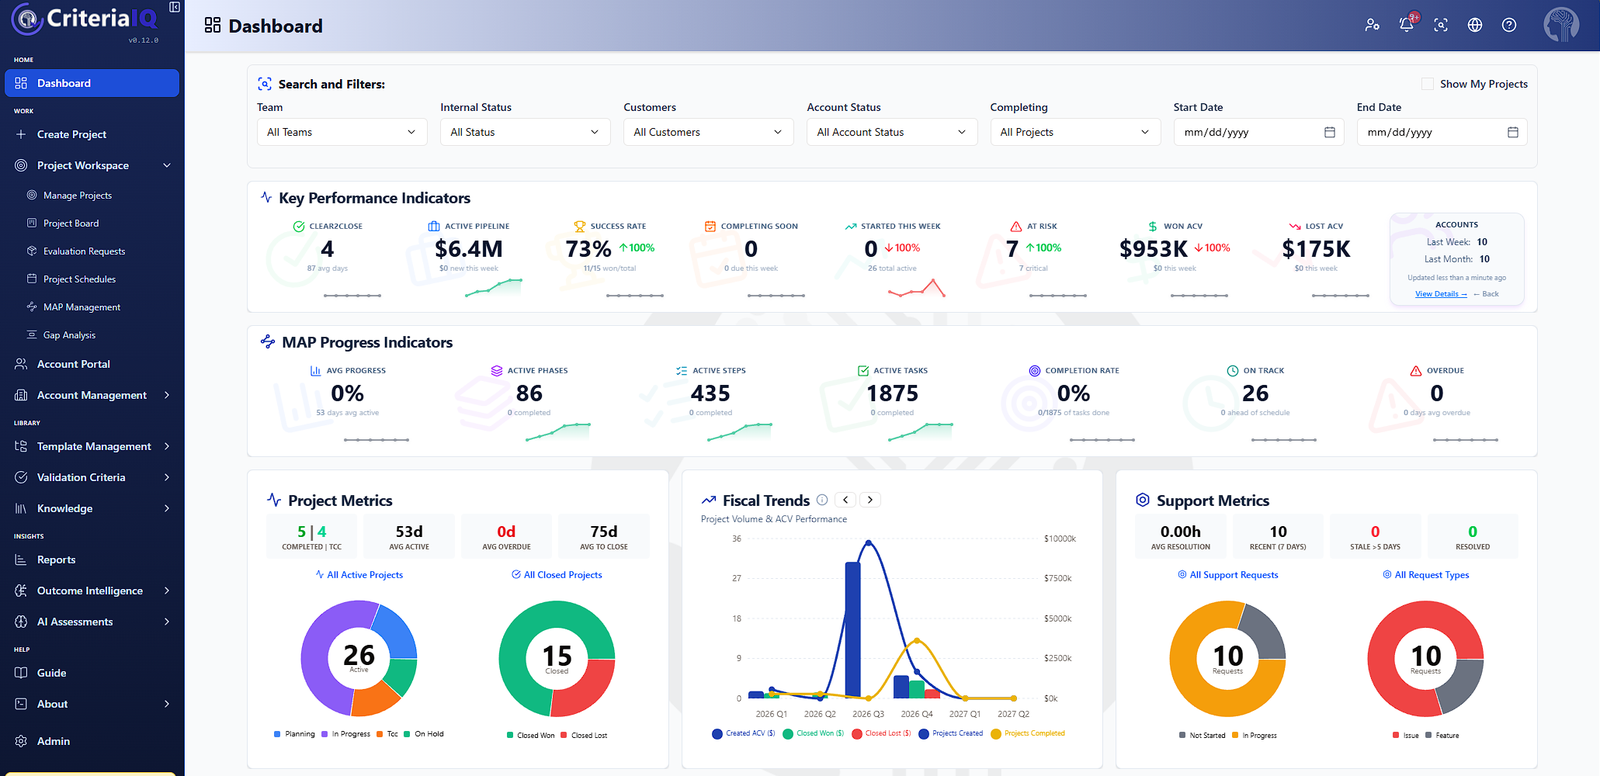 CriteriaIQ
v0.12.0
HOME
Dashboard
WORK
Create Project
Project Workspace
Manage Projects
Project Board
Evaluation Requests
Project Schedules
MAP Management
Gap Analysis
Account Portal
Account Management
LIBRARY
Template Management
Validation Criteria
Knowledge
INSIGHTS
Reports
Outcome Intelligence
AI Assessments
HELP
Guide
About
Admin
Dashboard
9+
Search and Filters:
Show My Projects
Team Internal Status Customers Account Status Completing Start Date End Date
All Teams All Status All Customers All Account Status All Projects mm/dd/yyyy mm/dd/yyyy
Key Performance Indicators
CLEAR2CLOSE
4
87 avg days
ACTIVE PIPELINE
$6.4M
$0 new this week
SUCCESS RATE
73% ↑100%
11/15 won/total
COMPLETING SOON
0
0 due this week
STARTED THIS WEEK
0 ↓100%
26 total active
AT RISK
7 ↑100%
7 critical
WON ACV
$953K ↓100%
$0 this week
LOST ACV
$175K
$0 this week
ACCOUNTS
Last Week: 10
Last Month: 10
Updated less than a minute ago
View Details → ← Back
MAP Progress Indicators
AVG PROGRESS
0%
53 days avg active
ACTIVE PHASES
86
0 completed
ACTIVE STEPS
435
0 completed
ACTIVE TASKS
1875
0 completed
COMPLETION RATE
0%
0/1875 of tasks done
ON TRACK
26
0 ahead of schedule
OVERDUE
0
0 days avg overdue
Project Metrics
5 | 4 53d 0d 75d
COMPLETED | TCC AVG ACTIVE AVG OVERDUE AVG TO CLOSE
All Active Projects All Closed Projects
26
Active
15
Closed
Planning In Progress Tcc On Hold
Closed Won Closed Lost
Fiscal Trends
Project Volume & ACV Performance
36 $10000k
27 $7500k
18 $5000k
9 $2500k
0 $0k
2026 Q1 2026 Q2 2026 Q3 2026 Q4 2027 Q1 2027 Q2
Created ACV ($) Closed Won ($) Closed Lost ($) Projects Created Projects Completed
Support Metrics
0.00h 10 0 0
AVG RESOLUTION RECENT (7 DAYS) STALE >5 DAYS RESOLVED
All Support Requests All Request Types
10
Requests
10
Requests
Not Started In Progress
Issue Feature